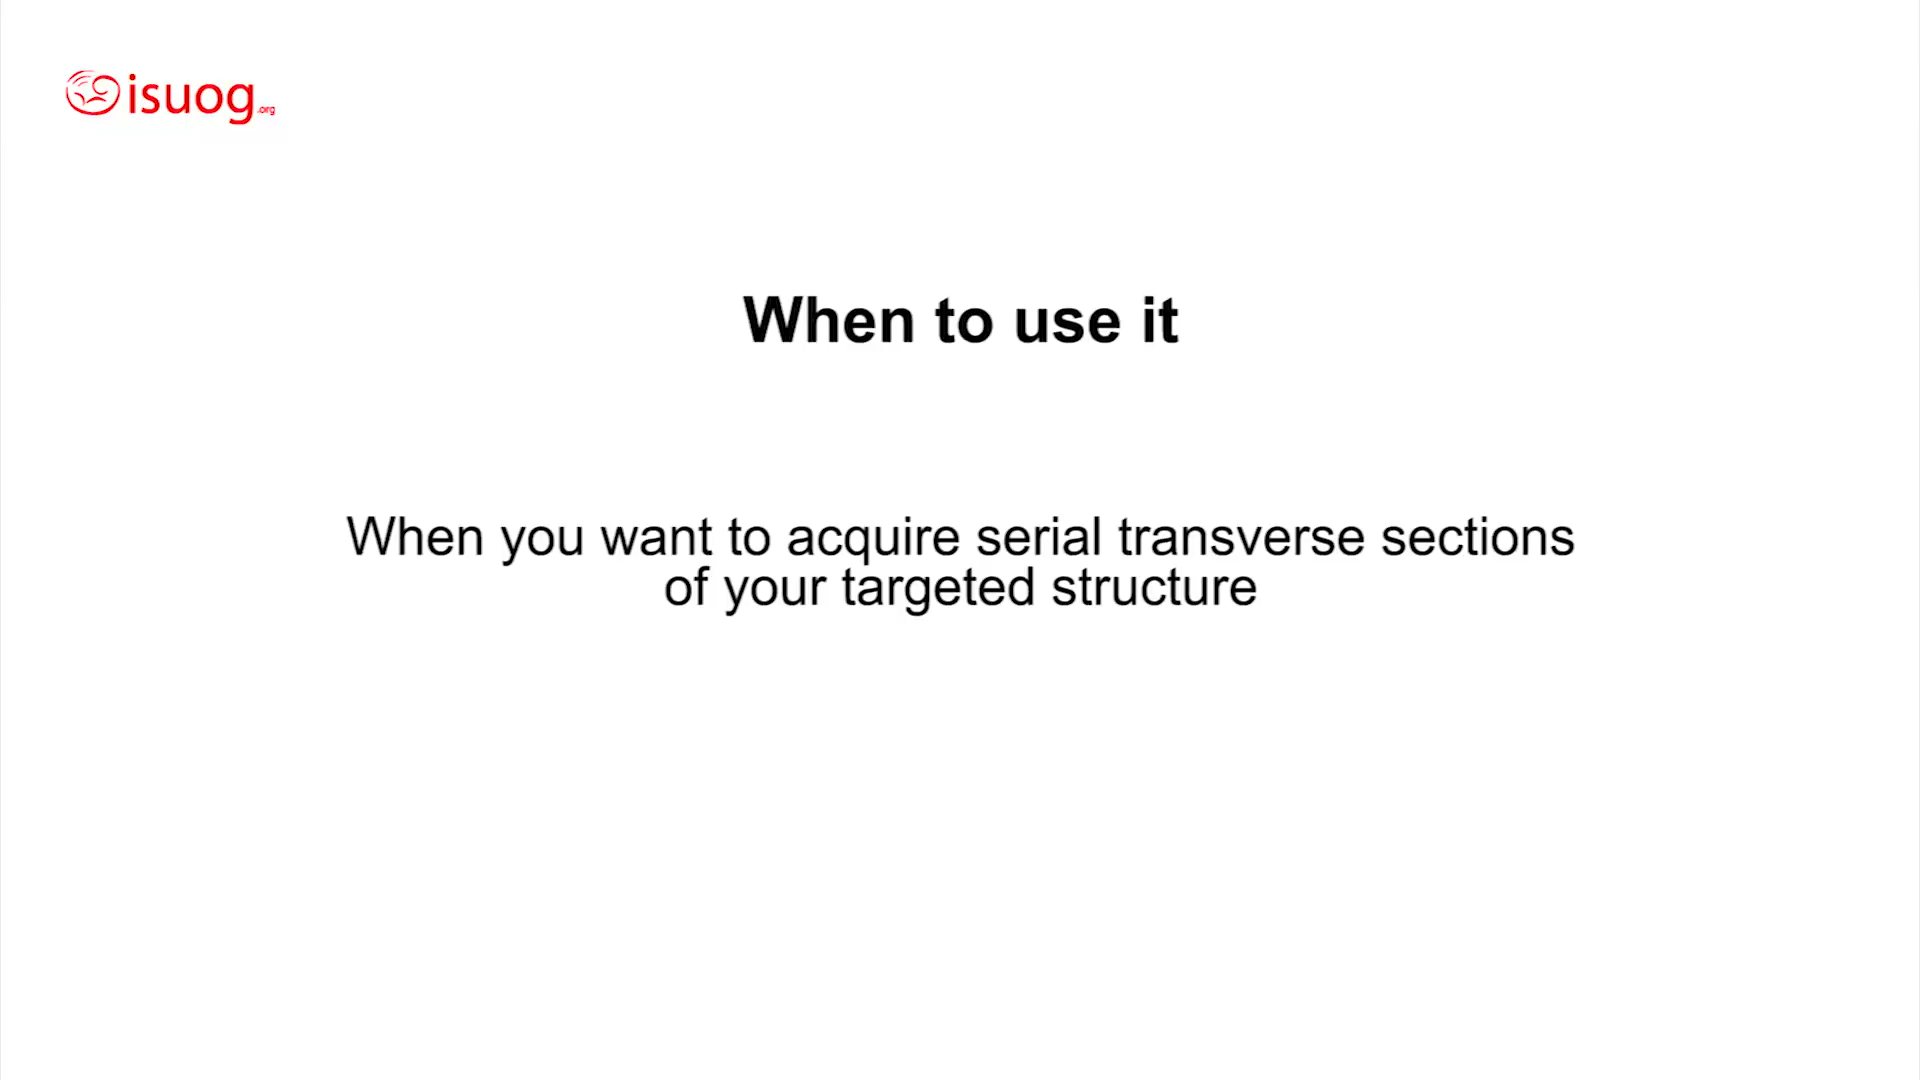 isuog.org
When to use it
When you want to acquire serial transverse sections
of your targeted structure